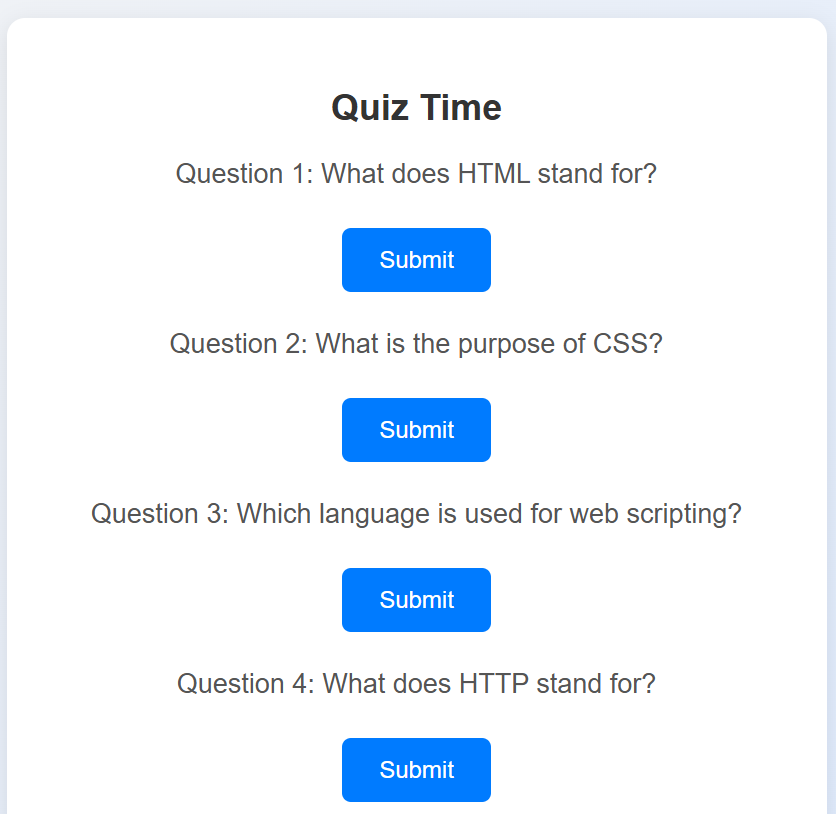 Quiz Time
Question 1: What does HTML stand for?
Submit
Question 2: What is the purpose of CSS?
Submit
Question 3: Which language is used for web scripting?
Submit
Question 4: What does HTTP stand for?
Submit